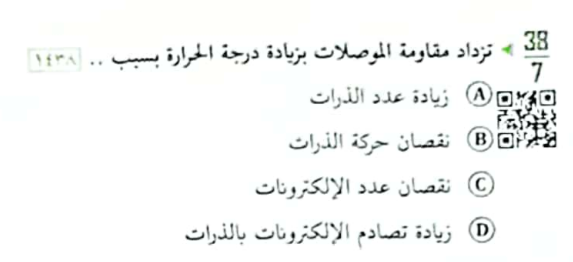 38/7 تزداد مقاومة الموصلات بزيادة درجة الحرارة بسبب .. ١٤٣٨
A زيادة عدد الذرات
B نقصان حركة الذرات
C نقصان عدد الإلكترونات
D زيادة تصادم الإلكترونات بالذرات